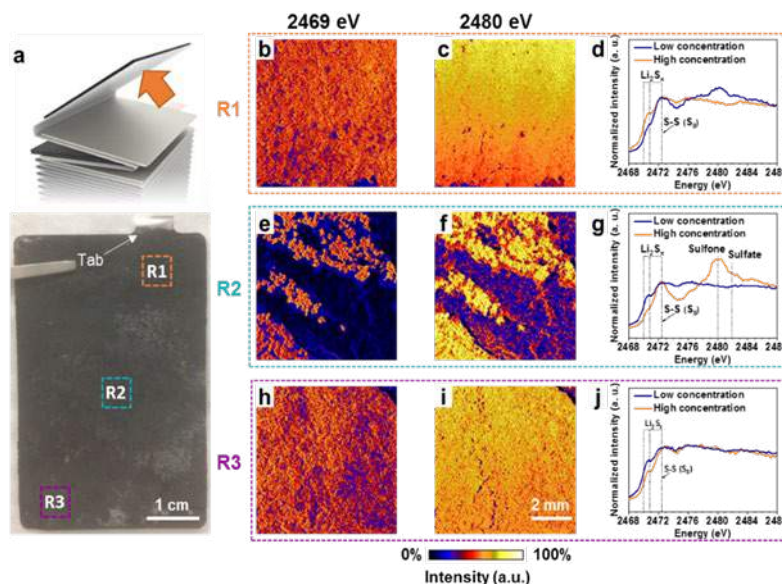 2469 eV
2480 eV
a
b
c
d
Low concentration
High concentration
Li2Sx
S-S (S8)
Normalized intensity (a. u.)
2468 2472 2476 2480 2484 248
Energy (eV)
R1
Tab
R1
R2
R3
1 cm
R2
e
f
g
Low concentration
High concentration
Li2Sx
Sulfone
Sulfate
S-S (S8)
Normalized intensity (a. u.)
2468 2472 2476 2480 2484 248
Energy (eV)
R3
h
i
2 mm
j
Low concentration
High concentration
S-S (S8)
Normalized intensity (a. u.)
2468 2472 2476 2480 2484 248
Energy (eV)
0%
100%
Intensity (a.u.)